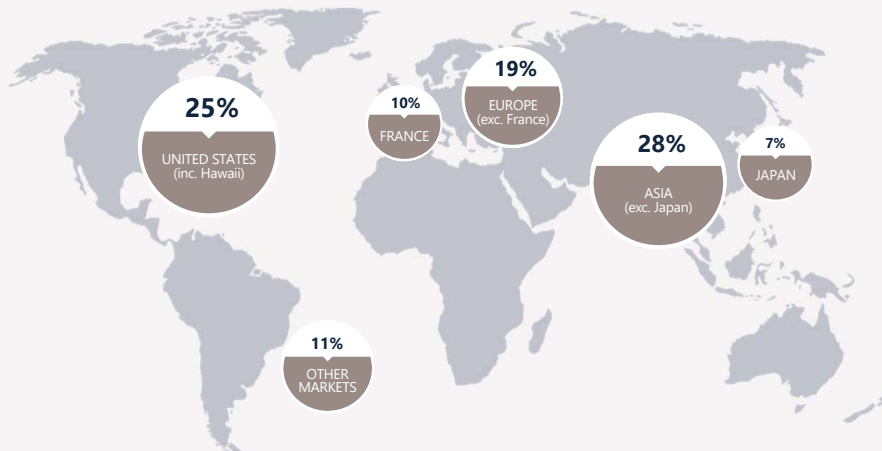 25%
UNITED STATES
(inc. Hawaii)
10%
FRANCE
19%
EUROPE
(exc. France)
28%
ASIA
(exc. Japan)
7%
JAPAN
11%
OTHER
MARKETS